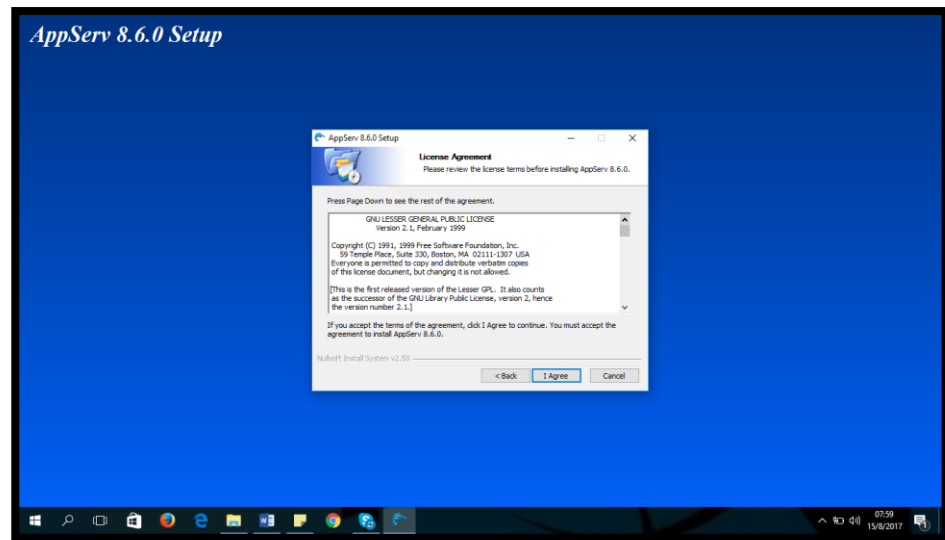 AppServ 8.6.0 Setup
AppServ 8.6.0 Setup
License Agreement
Please review the license terms before installing AppServ 8.6.0.
Press Page Down to see the rest of the agreement.
GNU LESSER GENERAL PUBLIC LICENSE
Version 2.1, February 1999
Copyright (C) 1991, 1999 Free Software Foundation, Inc.
59 Temple Place, Suite 330, Boston, MA 02111-1307 USA
Everyone is permitted to copy and distribute verbatim copies
of this license document, but changing it is not allowed.
[This is the first released version of the Lesser GPL. It also counts
as the successor of the GNU Library Public License, version 2, hence
the version number 2.1.]
If you accept the terms of the agreement, click I Agree to continue. You must accept the
agreement to install AppServ 8.6.0.
Nullsoft Install System v2.50
< Back I Agree Cancel
07:59
15/8/2017